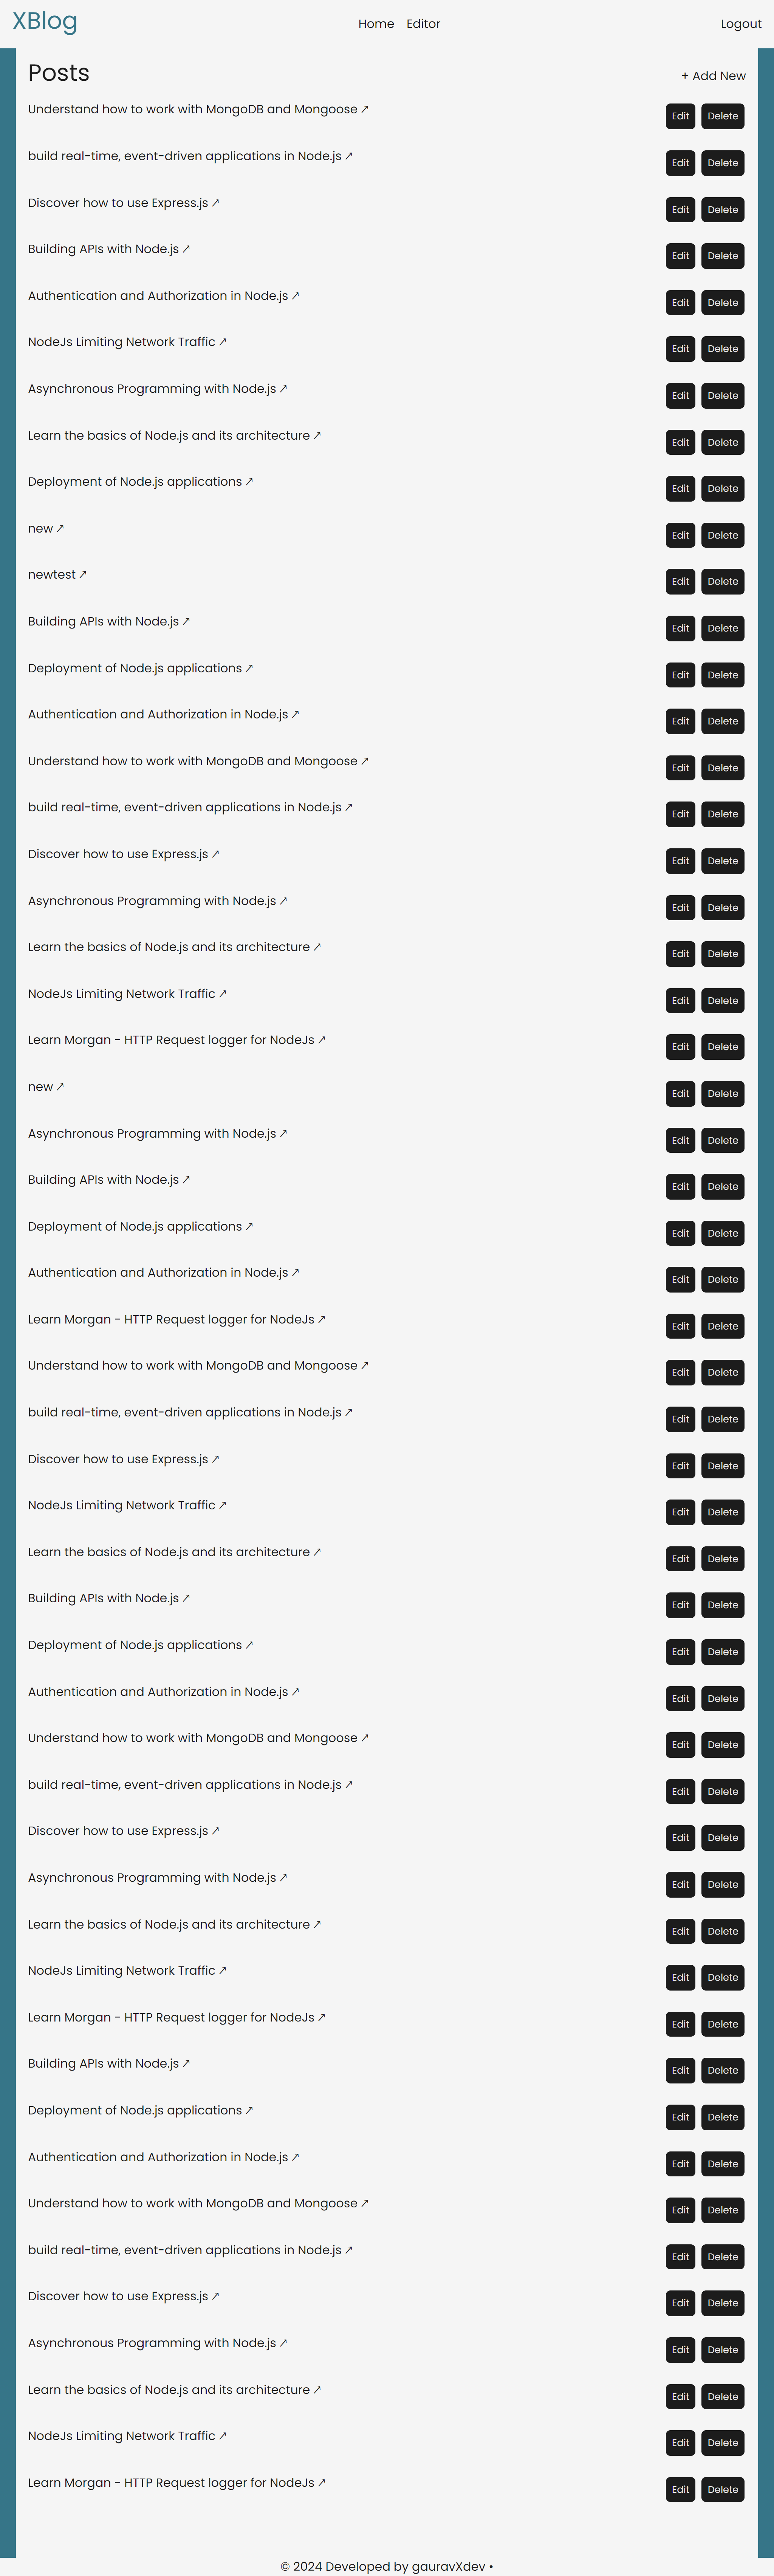 XBlog Home Editor Logout
Posts + Add New
Understand how to work with MongoDB and Mongoose ↗ Edit Delete
build real-time, event-driven applications in Node.js ↗ Edit Delete
Discover how to use Express.js ↗ Edit Delete
Building APIs with Node.js ↗ Edit Delete
Authentication and Authorization in Node.js ↗ Edit Delete
NodeJs Limiting Network Traffic ↗ Edit Delete
Asynchronous Programming with Node.js ↗ Edit Delete
Learn the basics of Node.js and its architecture ↗ Edit Delete
Deployment of Node.js applications ↗ Edit Delete
new ↗ Edit Delete
newtest ↗ Edit Delete
Building APIs with Node.js ↗ Edit Delete
Deployment of Node.js applications ↗ Edit Delete
Authentication and Authorization in Node.js ↗ Edit Delete
Understand how to work with MongoDB and Mongoose ↗ Edit Delete
build real-time, event-driven applications in Node.js ↗ Edit Delete
Discover how to use Express.js ↗ Edit Delete
Asynchronous Programming with Node.js ↗ Edit Delete
Learn the basics of Node.js and its architecture ↗ Edit Delete
NodeJs Limiting Network Traffic ↗ Edit Delete
Learn Morgan - HTTP Request logger for NodeJs ↗ Edit Delete
new ↗ Edit Delete
Asynchronous Programming with Node.js ↗ Edit Delete
Building APIs with Node.js ↗ Edit Delete
Deployment of Node.js applications ↗ Edit Delete
Authentication and Authorization in Node.js ↗ Edit Delete
Learn Morgan - HTTP Request logger for NodeJs ↗ Edit Delete
Understand how to work with MongoDB and Mongoose ↗ Edit Delete
build real-time, event-driven applications in Node.js ↗ Edit Delete
Discover how to use Express.js ↗ Edit Delete
NodeJs Limiting Network Traffic ↗ Edit Delete
Learn the basics of Node.js and its architecture ↗ Edit Delete
Building APIs with Node.js ↗ Edit Delete
Deployment of Node.js applications ↗ Edit Delete
Authentication and Authorization in Node.js ↗ Edit Delete
Understand how to work with MongoDB and Mongoose ↗ Edit Delete
build real-time, event-driven applications in Node.js ↗ Edit Delete
Discover how to use Express.js ↗ Edit Delete
Asynchronous Programming with Node.js ↗ Edit Delete
Learn the basics of Node.js and its architecture ↗ Edit Delete
NodeJs Limiting Network Traffic ↗ Edit Delete
Learn Morgan - HTTP Request logger for NodeJs ↗ Edit Delete
Building APIs with Node.js ↗ Edit Delete
Deployment of Node.js applications ↗ Edit Delete
Authentication and Authorization in Node.js ↗ Edit Delete
Understand how to work with MongoDB and Mongoose ↗ Edit Delete
build real-time, event-driven applications in Node.js ↗ Edit Delete
Discover how to use Express.js ↗ Edit Delete
Asynchronous Programming with Node.js ↗ Edit Delete
Learn the basics of Node.js and its architecture ↗ Edit Delete
NodeJs Limiting Network Traffic ↗ Edit Delete
Learn Morgan - HTTP Request logger for NodeJs ↗ Edit Delete
© 2024 Developed by gauravXdev •